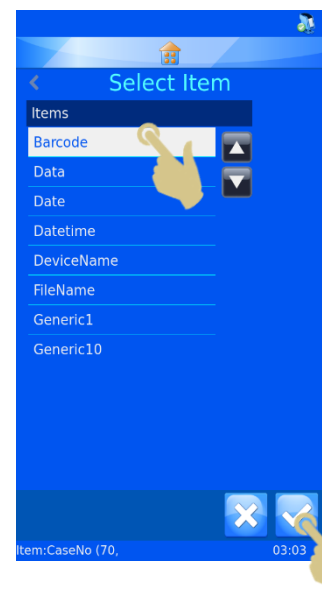 Select Item
Items
Barcode
Data
Date
Datetime
DeviceName
FileName
Generic1
Generic10
Item:CaseNo (70,
03:03